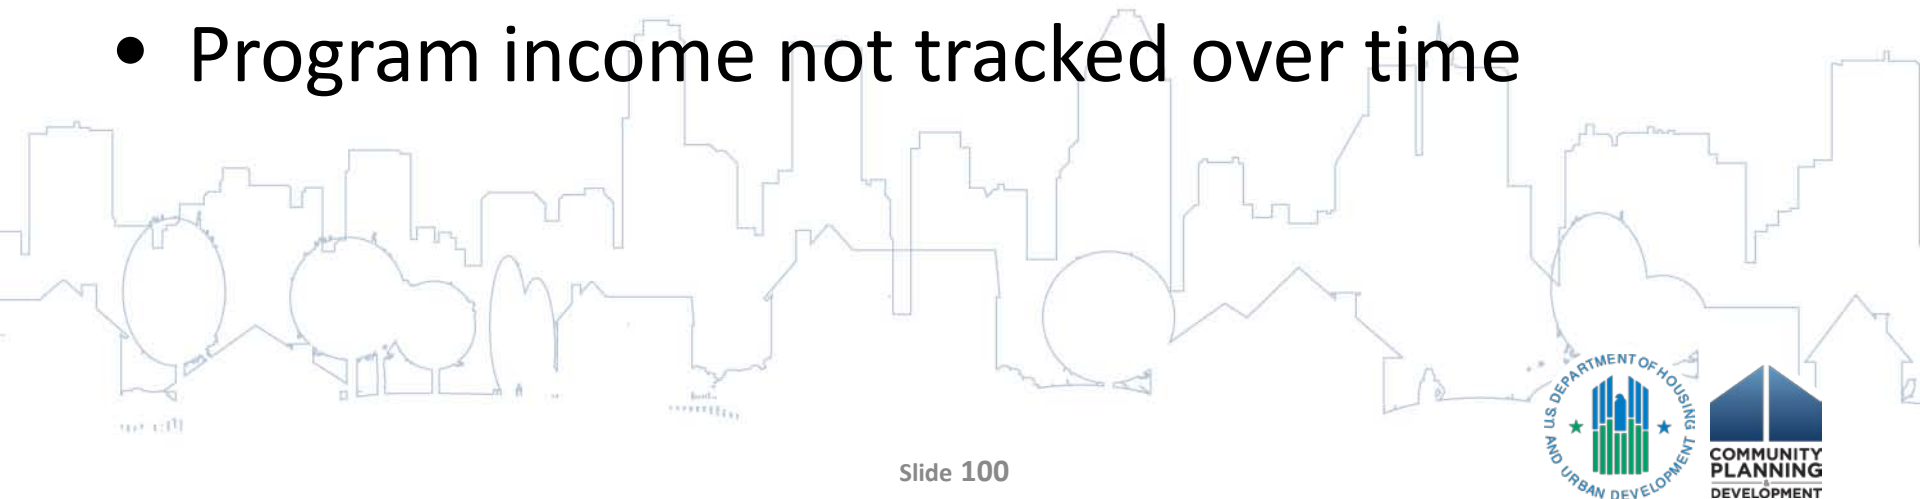 • Program income not tracked over time
U.S. DEPARTMENT OF HOUSING AND URBAN DEVELOPMENT
COMMUNITY
PLANNING
&
DEVELOPMENT
Slide 100